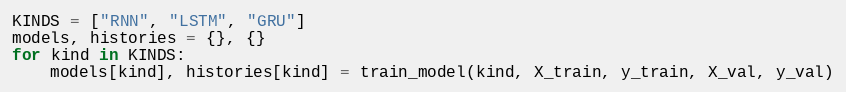 KINDS = ["RNN", "LSTM", "GRU"]
models, histories = {}, {}
for kind in KINDS:
    models[kind], histories[kind] = train_model(kind, X_train, y_train, X_val, y_val)